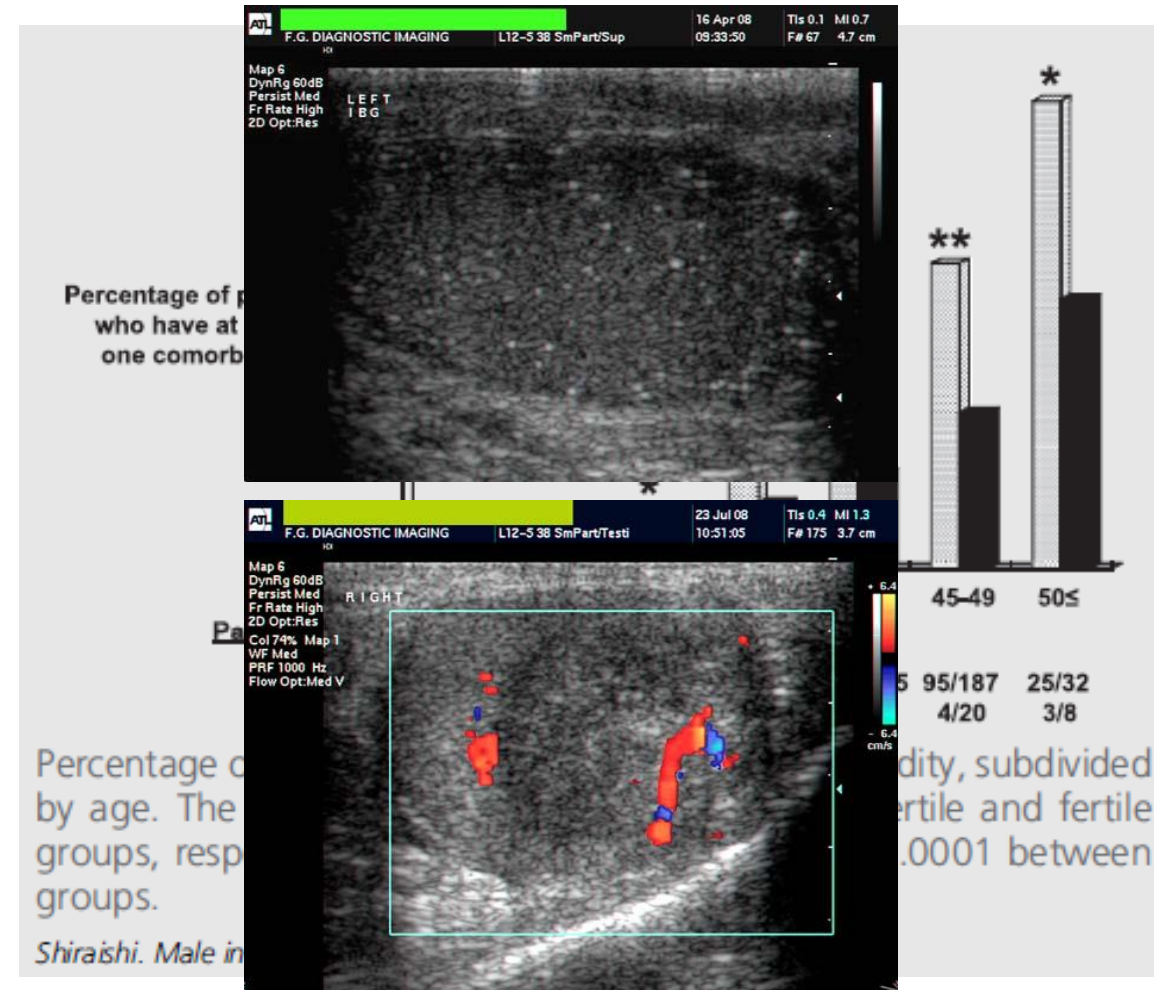 ATL
F.G. DIAGNOSTIC IMAGING L12-5 38 SmPart/Sup
16 Apr 08 TIs 0.1 MI 0.7
09:33:50 F# 67 4.7 cm
Map 6
DynRg 60dB
Persist Med
Fr Rate High
2D Opt:Res
LEFT
IBG
*
**
Percentage of
who have at
one
*
ATL
F.G. DIAGNOSTIC IMAGING L12-5 38 SmPart/Testi
23 Jul 08 TIs 0.4 MI 1.3
10:51:05 F# 175 3.7 cm
Map 6
DynRg 60dB
Persist Med
Fr Rate High
2D Opt:Res
Col 74% Map 1
WF Med
PRF 1000 Hz
Flow Opt:Med V
RIGHT
+ 6.4
- 6.4
cm/s
45-49 50≤
5 95/187 25/32
4/20 3/8
Percentage
dity, subdivided
by age. The
ertile and fertile
groups, resp
.0001 between
groups.
Shiraishi. Male in